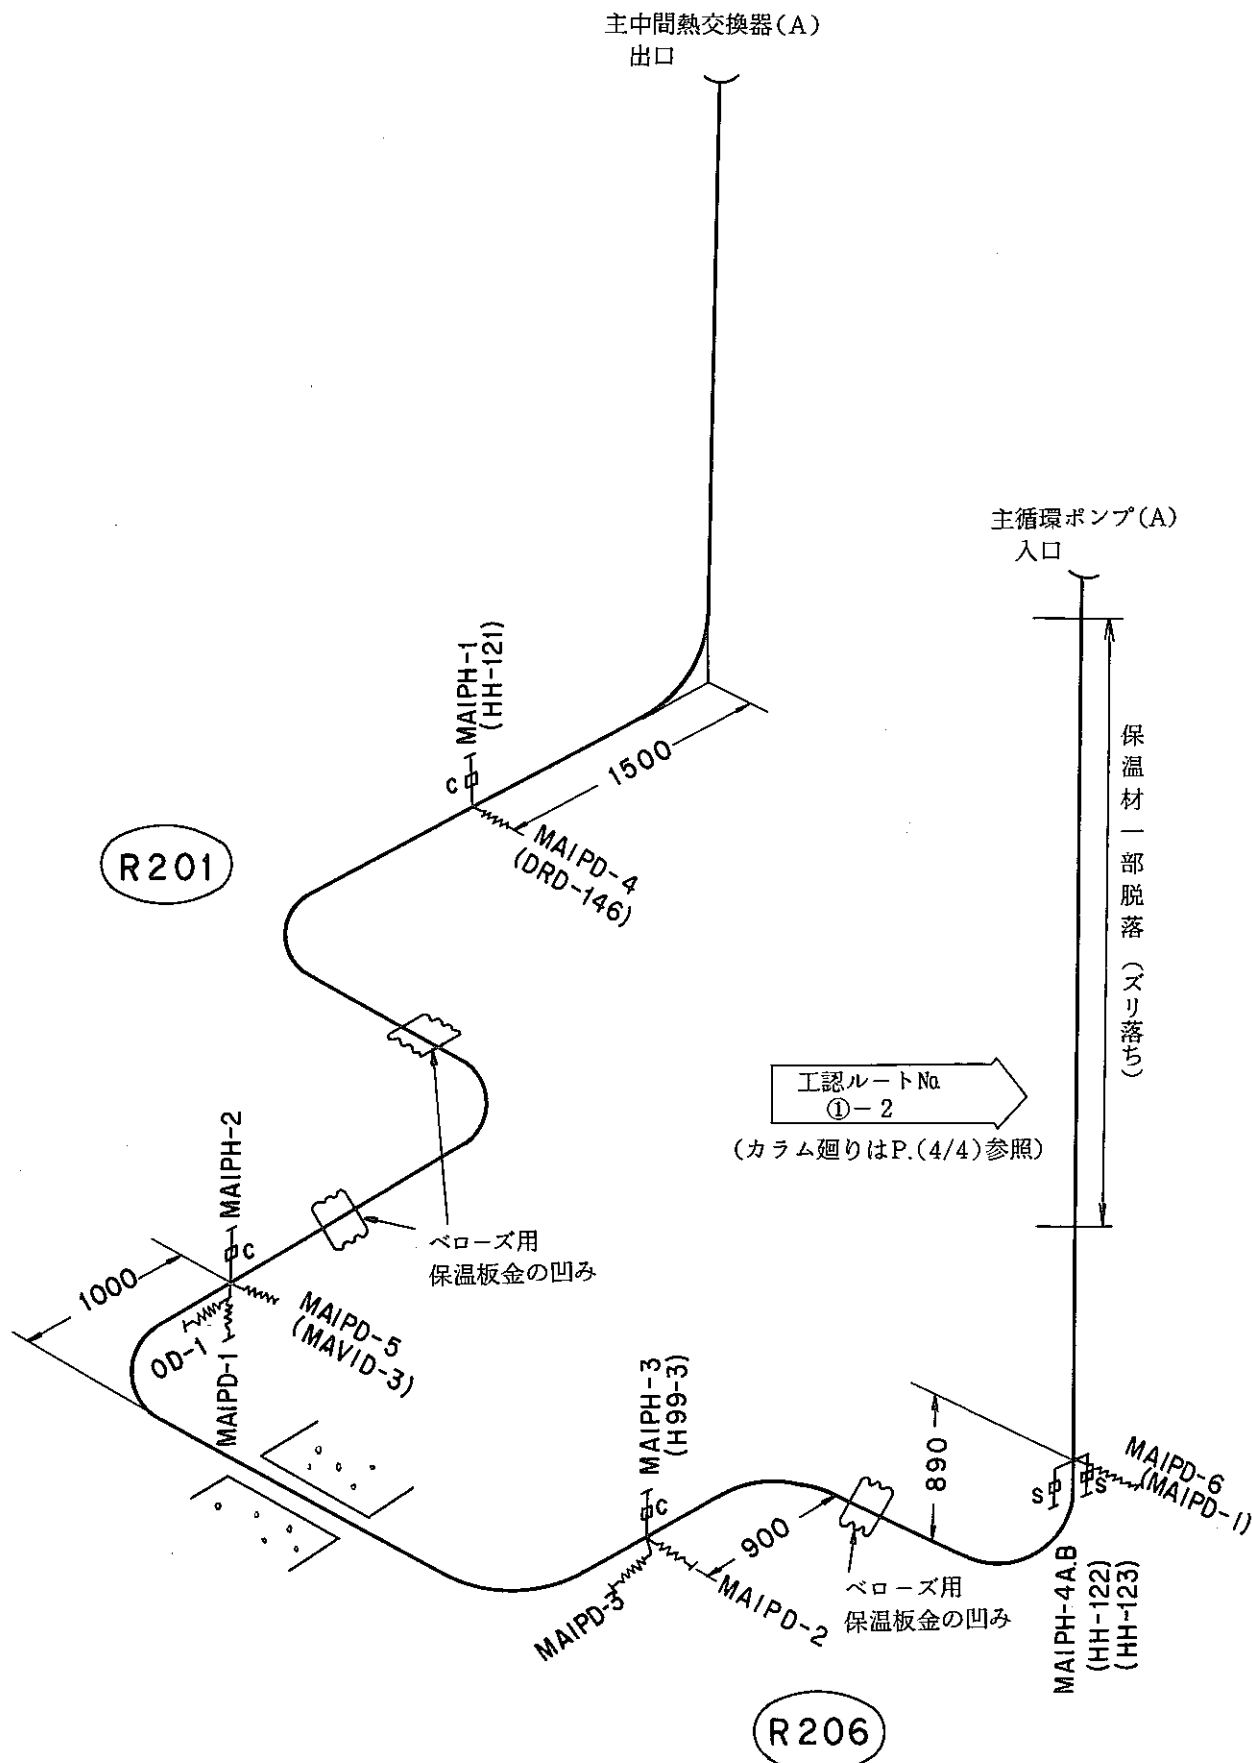 主中間熱交換器(A)
出口
主循環ポンプ(A)
入口
MAIPH-1
(HH-121)
C
1500
MAIPD-4
(DRD-146)
R201
保温材一部脱落(ズリ落ち)
工認ルートNo.
①-2
(カラム廻りはP.(4/4)参照)
MAIPH-2
C
ベローズ用
保温板金の凹み
1000
MAIPD-5
(MAVID-3)
OD-1
MAIPD-1
MAIPH-3
(H99-3)
C
890
MAIPD-6
(MAIPD-1)
S
S
900
MAIPD-3
MAIPD-2
ベローズ用
保温板金の凹み
MAIPH-4A.B
(HH-122)
(HH-123)
R206